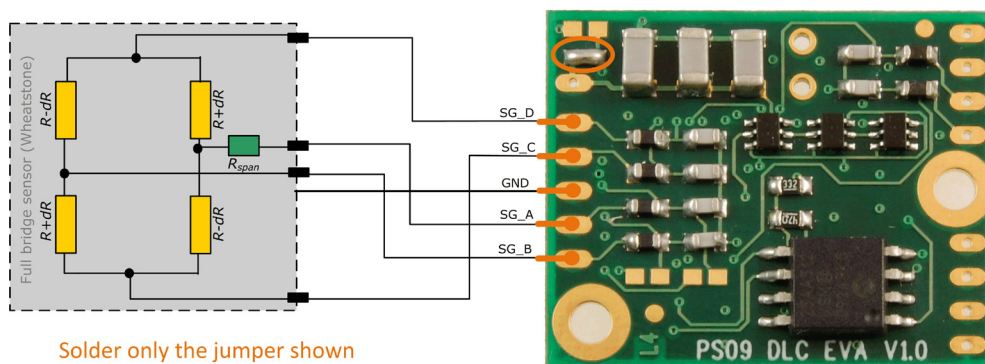 Full bridge sensor (Wheatstone)
R-dR
R+dR
R+dR
R-dR
Rspan
SG_D
SG_C
GND
SG_A
SG_B
332
L4
PS09 DLC EVA V1.0
Solder only the jumper shown